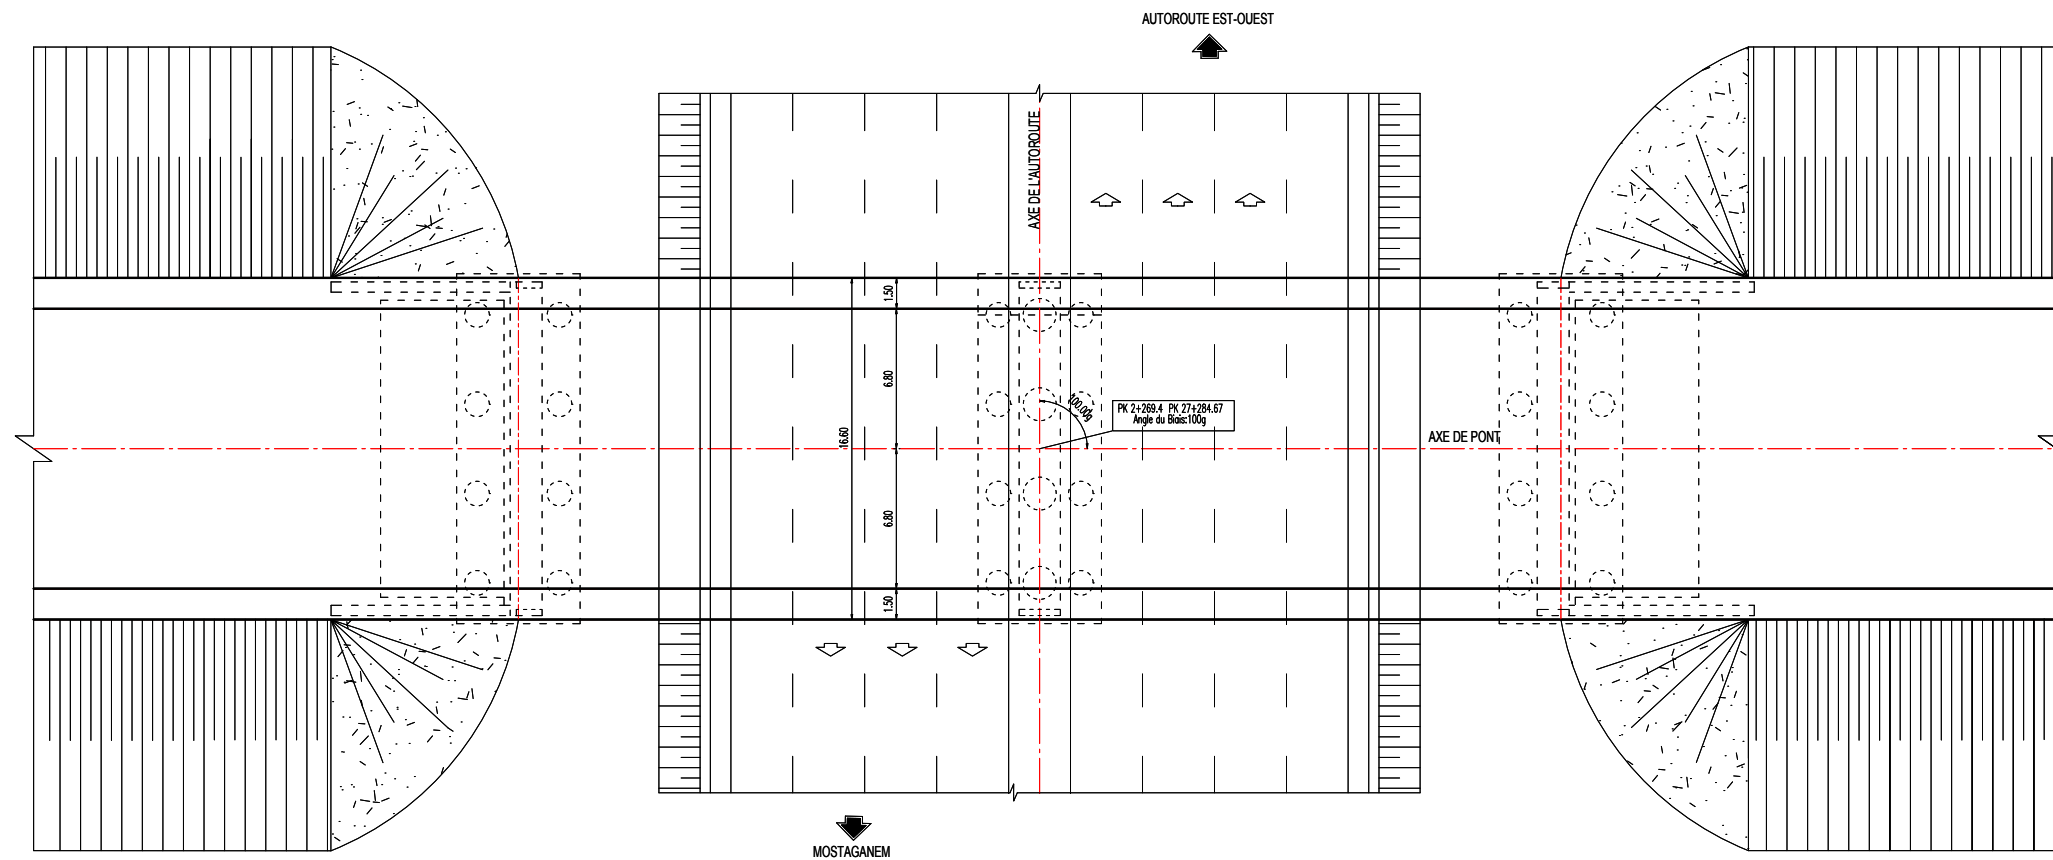 AUTOROUTE EST-OUEST
AXE DE L'AUTOROUTE
1.50
6.80
16.60
100.00g
PK 2+269.4 PK 27+284.67
Angle du Biais:100g
AXE DE PONT
6.80
1.50
MOSTAGANEM